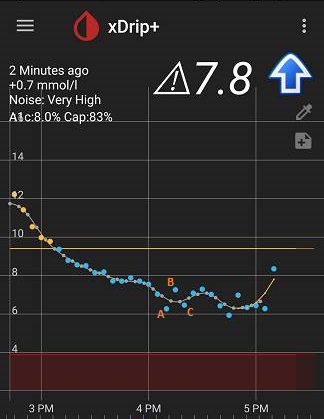 xDrip+
2 Minutes ago
+0.7 mmol/l
Noise: Very High
A1c:8.0% Cap:83%
⚠7.8
16
14
12
10
8
6
4
A
B
C
3 PM
4 PM
5 PM